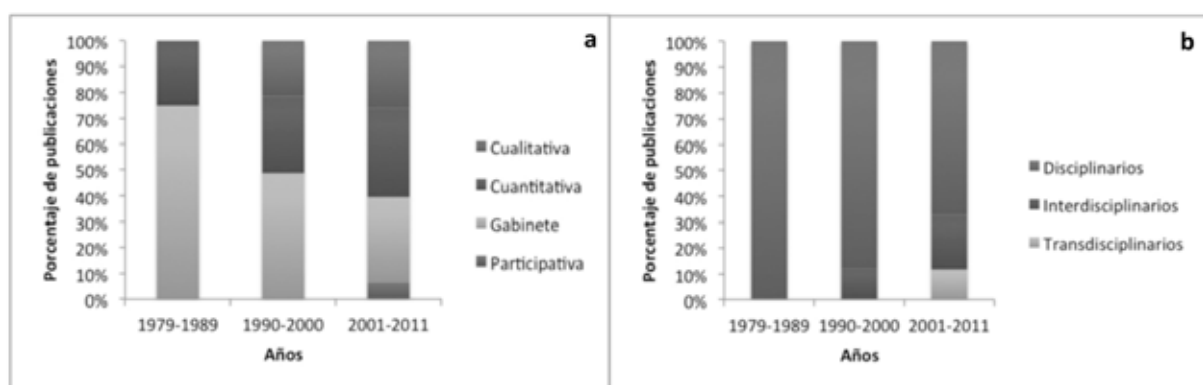 a
Porcentaje de publicaciones
100%
90%
80%
70%
60%
50%
40%
30%
20%
10%
0%
1979-1989 1990-2000 2001-2011
Años
Cualitativa
Cuantitativa
Gabinete
Participativa
b
Porcentaje de publicaciones
100%
90%
80%
70%
60%
50%
40%
30%
20%
10%
0%
1979-1989 1990-2000 2001-2011
Años
Disciplinarios
Interdisciplinarios
Transdisciplinarios